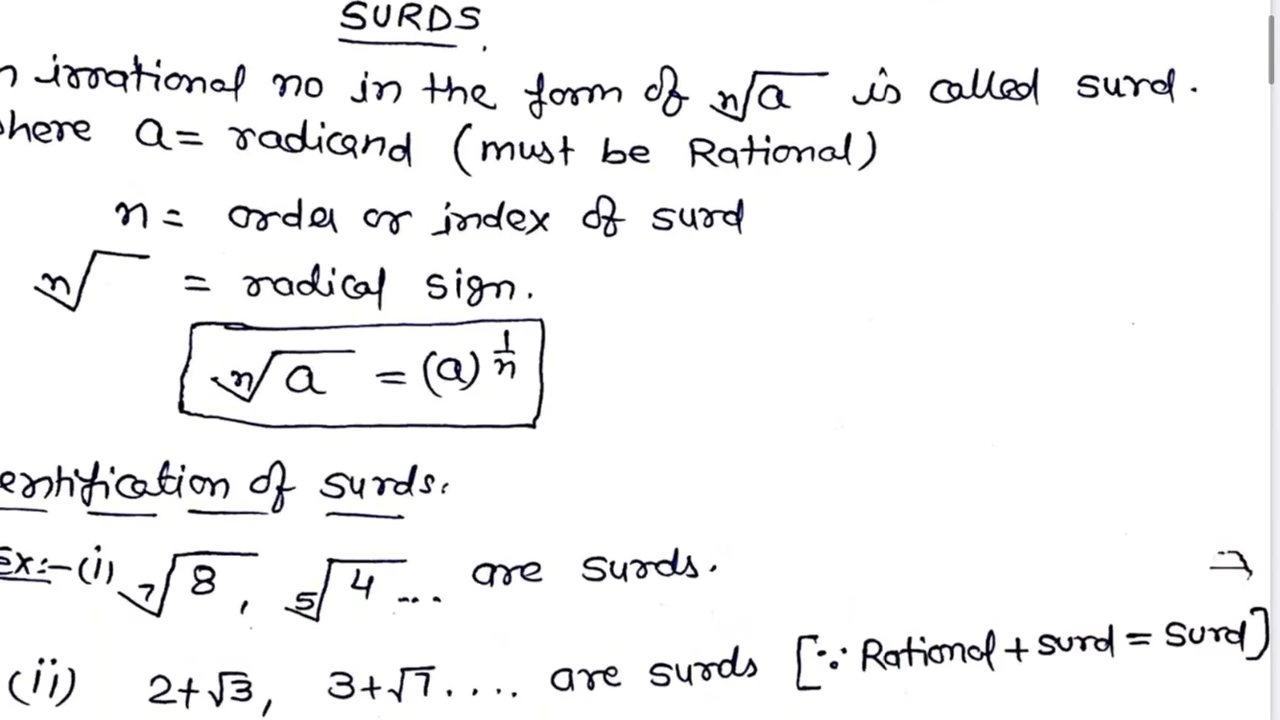 SURDS.
n irrational no in the form of ⁿ√a is called surd.
here a = radicand (must be Rational)
n = order or index of surd
ⁿ√ = radical sign.
ⁿ√a = (a)^(1/n)
entification of surds.
Ex:- (i) ⁷√8, ⁵√4 ... are surds.
(ii) 2+√3, 3+√7.... are surds [∵ Rational + surd = Surd]